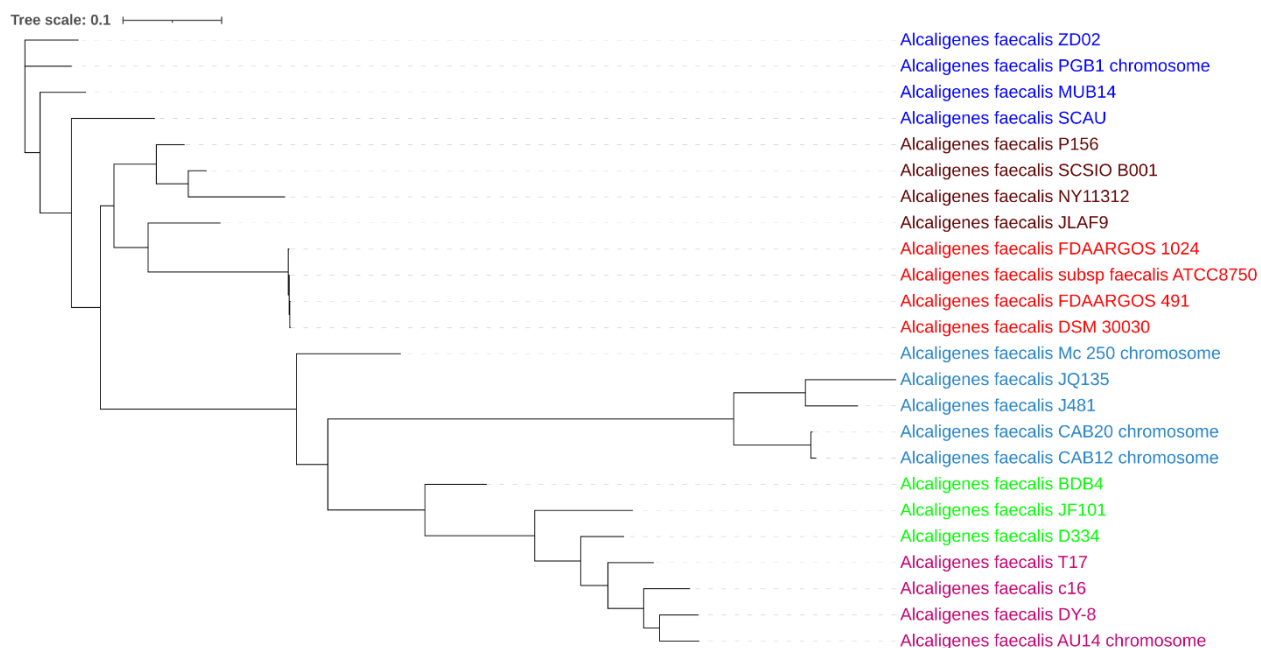 Tree scale: 0.1
Alcaligenes faecalis ZD02
Alcaligenes faecalis PGB1 chromosome
Alcaligenes faecalis MUB14
Alcaligenes faecalis SCAU
Alcaligenes faecalis P156
Alcaligenes faecalis SCSIO B001
Alcaligenes faecalis NY11312
Alcaligenes faecalis JLAF9
Alcaligenes faecalis FDAARGOS 1024
Alcaligenes faecalis subsp faecalis ATCC8750
Alcaligenes faecalis FDAARGOS 491
Alcaligenes faecalis DSM 30030
Alcaligenes faecalis Mc 250 chromosome
Alcaligenes faecalis JQ135
Alcaligenes faecalis J481
Alcaligenes faecalis CAB20 chromosome
Alcaligenes faecalis CAB12 chromosome
Alcaligenes faecalis BDB4
Alcaligenes faecalis JF101
Alcaligenes faecalis D334
Alcaligenes faecalis T17
Alcaligenes faecalis c16
Alcaligenes faecalis DY-8
Alcaligenes faecalis AU14 chromosome